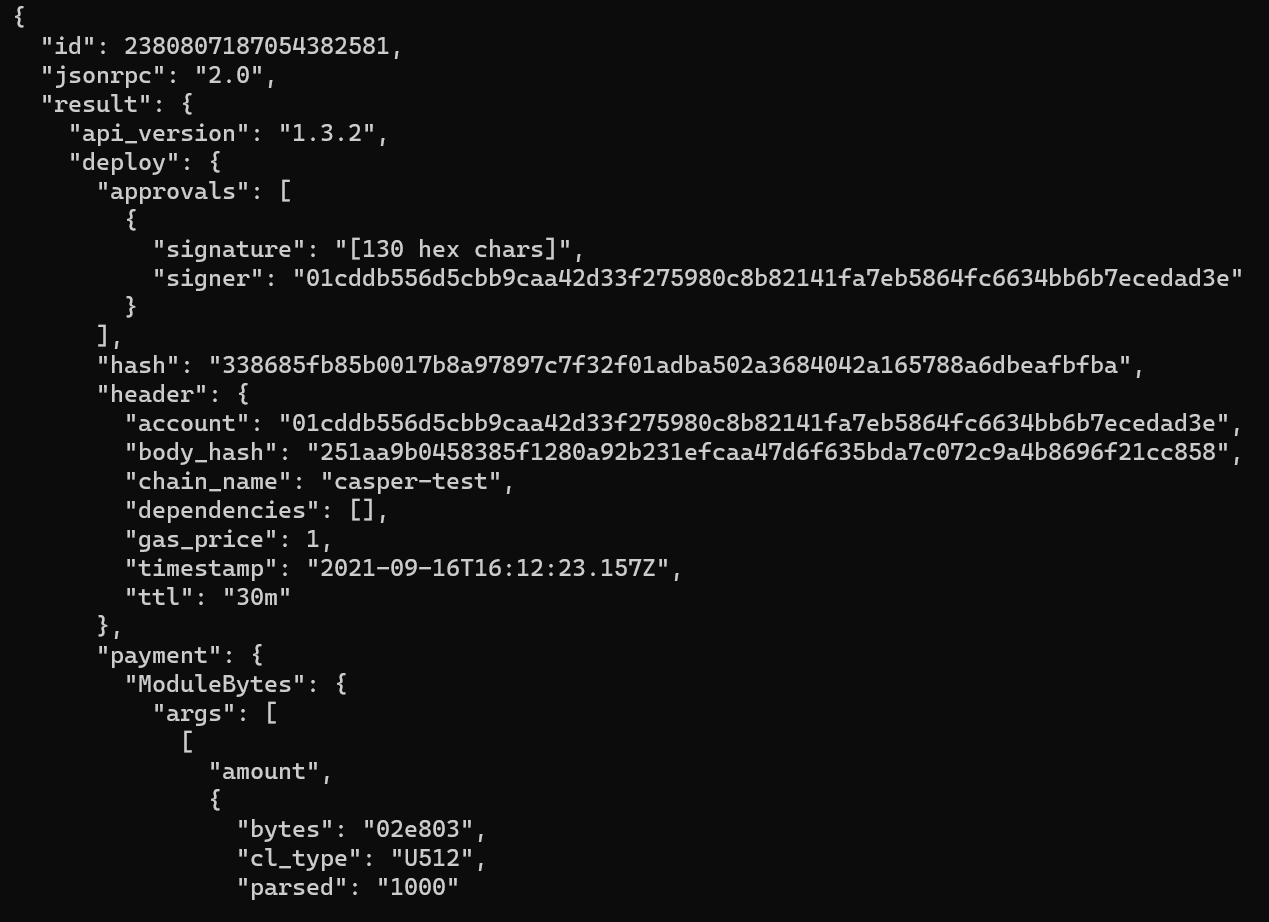 {
  "id": 2380807187054382581,
  "jsonrpc": "2.0",
  "result": {
    "api_version": "1.3.2",
    "deploy": {
      "approvals": [
        {
          "signature": "[130 hex chars]",
          "signer": "01cddb556d5cbb9caa42d33f275980c8b82141fa7eb5864fc6634bb6b7ecedad3e"
        }
      ],
      "hash": "338685fb85b0017b8a97897c7f32f01adba502a3684042a165788a6dbeafbfba",
      "header": {
        "account": "01cddb556d5cbb9caa42d33f275980c8b82141fa7eb5864fc6634bb6b7ecedad3e",
        "body_hash": "251aa9b0458385f1280a92b231efcaa47d6f635bda7c072c9a4b8696f21cc858",
        "chain_name": "casper-test",
        "dependencies": [],
        "gas_price": 1,
        "timestamp": "2021-09-16T16:12:23.157Z",
        "ttl": "30m"
      },
      "payment": {
        "ModuleBytes": {
          "args": [
            [
              "amount",
              {
                "bytes": "02e803",
                "cl_type": "U512",
                "parsed": "1000"